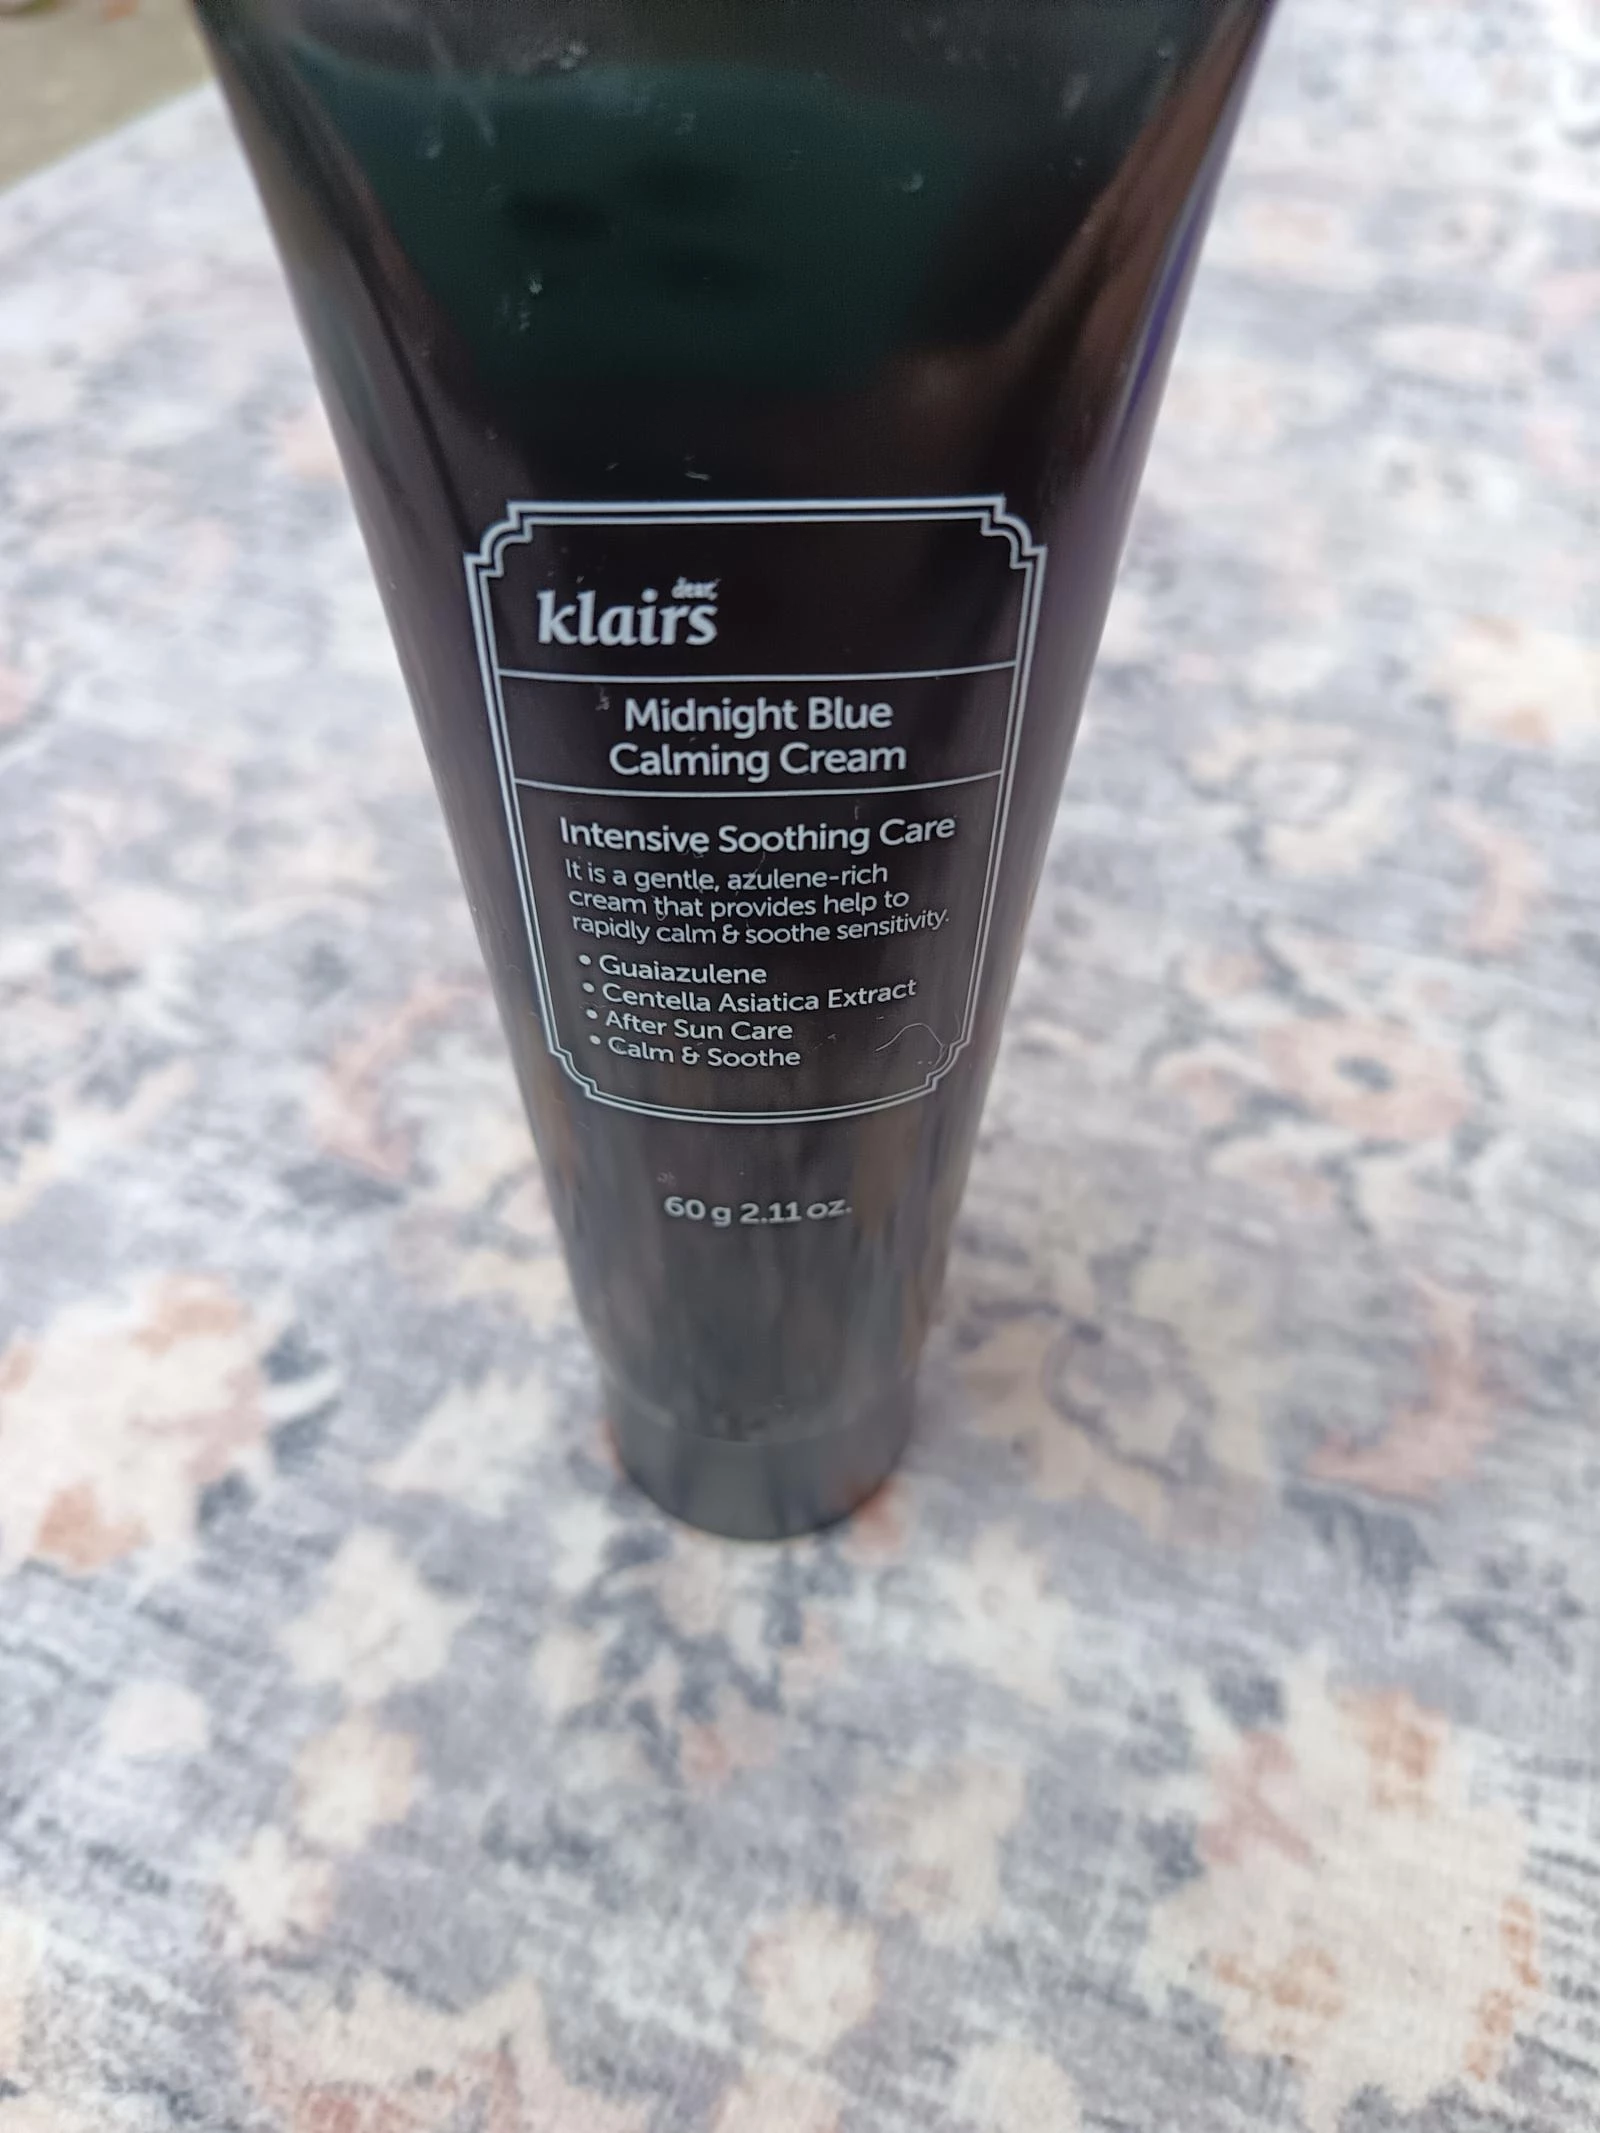 dear,
klairs
Midnight Blue
Calming Cream
Intensive Soothing Care
It is a gentle, azulene-rich
cream that provides help to
rapidly calm & soothe sensitivity.
• Guaiazulene
• Centella Asiatica Extract
• After Sun Care
• Calm & Soothe
60 g 2.11 oz.